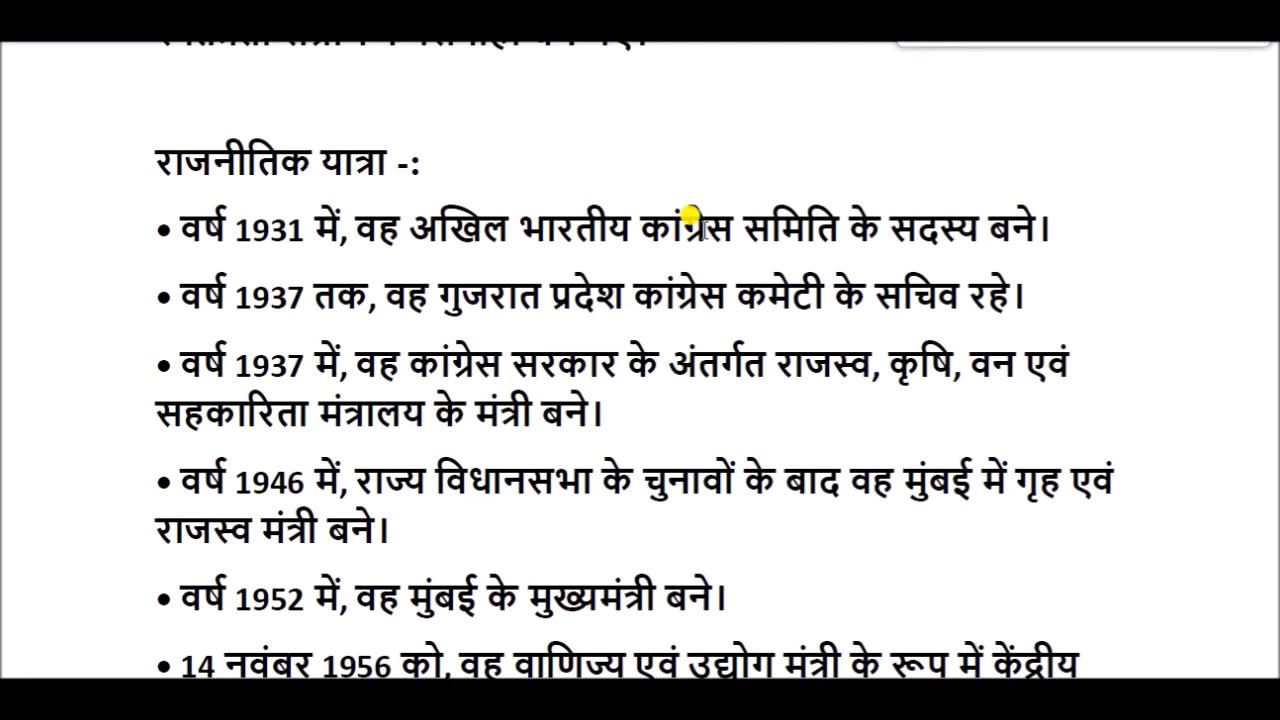 राजनीतिक यात्रा -:
• वर्ष 1931 में, वह अखिल भारतीय कांग्रेस समिति के सदस्य बने।
• वर्ष 1937 तक, वह गुजरात प्रदेश कांग्रेस कमेटी के सचिव रहे।
• वर्ष 1937 में, वह कांग्रेस सरकार के अंतर्गत राजस्व, कृषि, वन एवं
सहकारिता मंत्रालय के मंत्री बने।
• वर्ष 1946 में, राज्य विधानसभा के चुनावों के बाद वह मुंबई में गृह एवं
राजस्व मंत्री बने।
• वर्ष 1952 में, वह मुंबई के मुख्यमंत्री बने।
• 14 नवंबर 1956 को, वह वाणिज्य एवं उद्योग मंत्री के रूप में केंद्रीय